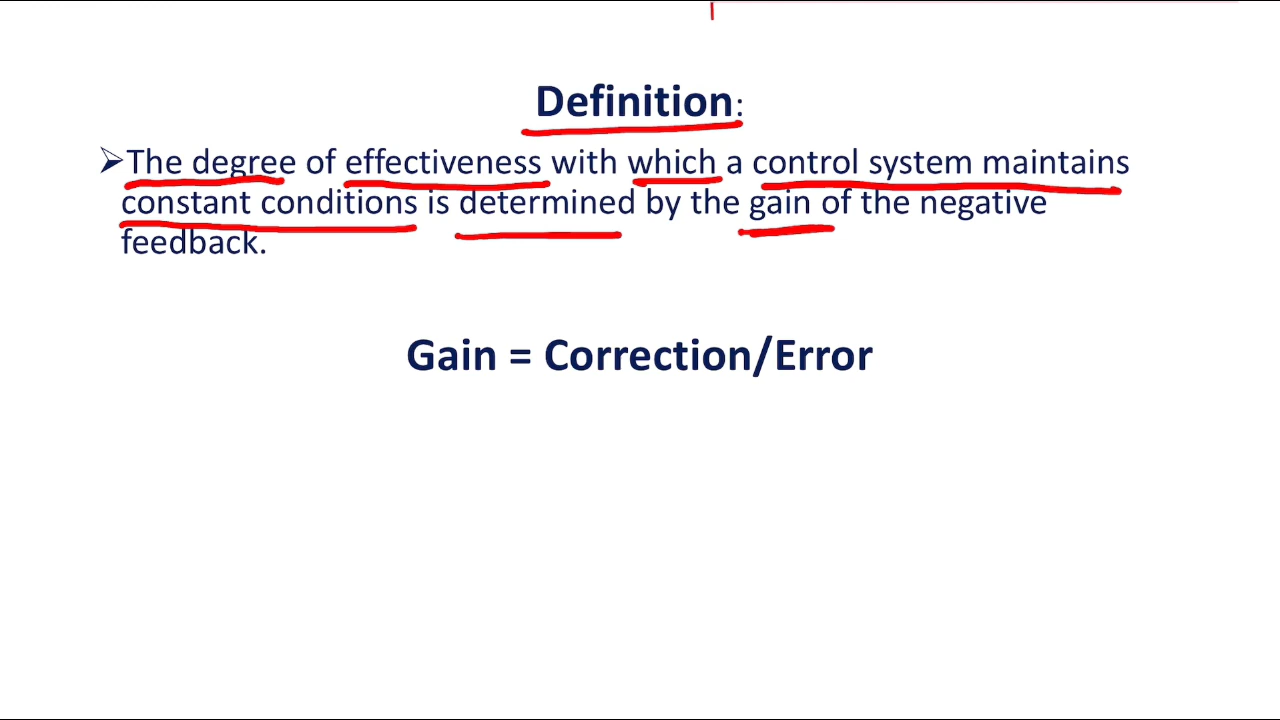 Definition:
➢The degree of effectiveness with which a control system maintains
constant conditions is determined by the gain of the negative
feedback.
Gain = Correction/Error